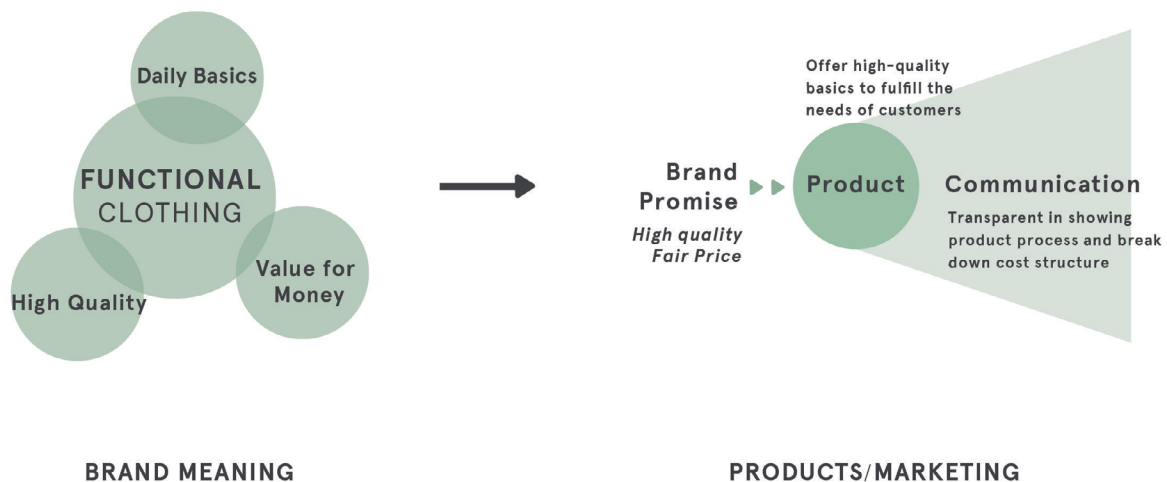 Daily Basics
FUNCTIONAL
CLOTHING
High Quality
Value for
Money
BRAND MEANING
Brand
Promise
High quality
Fair Price
Offer high-quality
basics to fulfill the
needs of customers
Product
Communication
Transparent in showing
product process and break
down cost structure
PRODUCTS/MARKETING